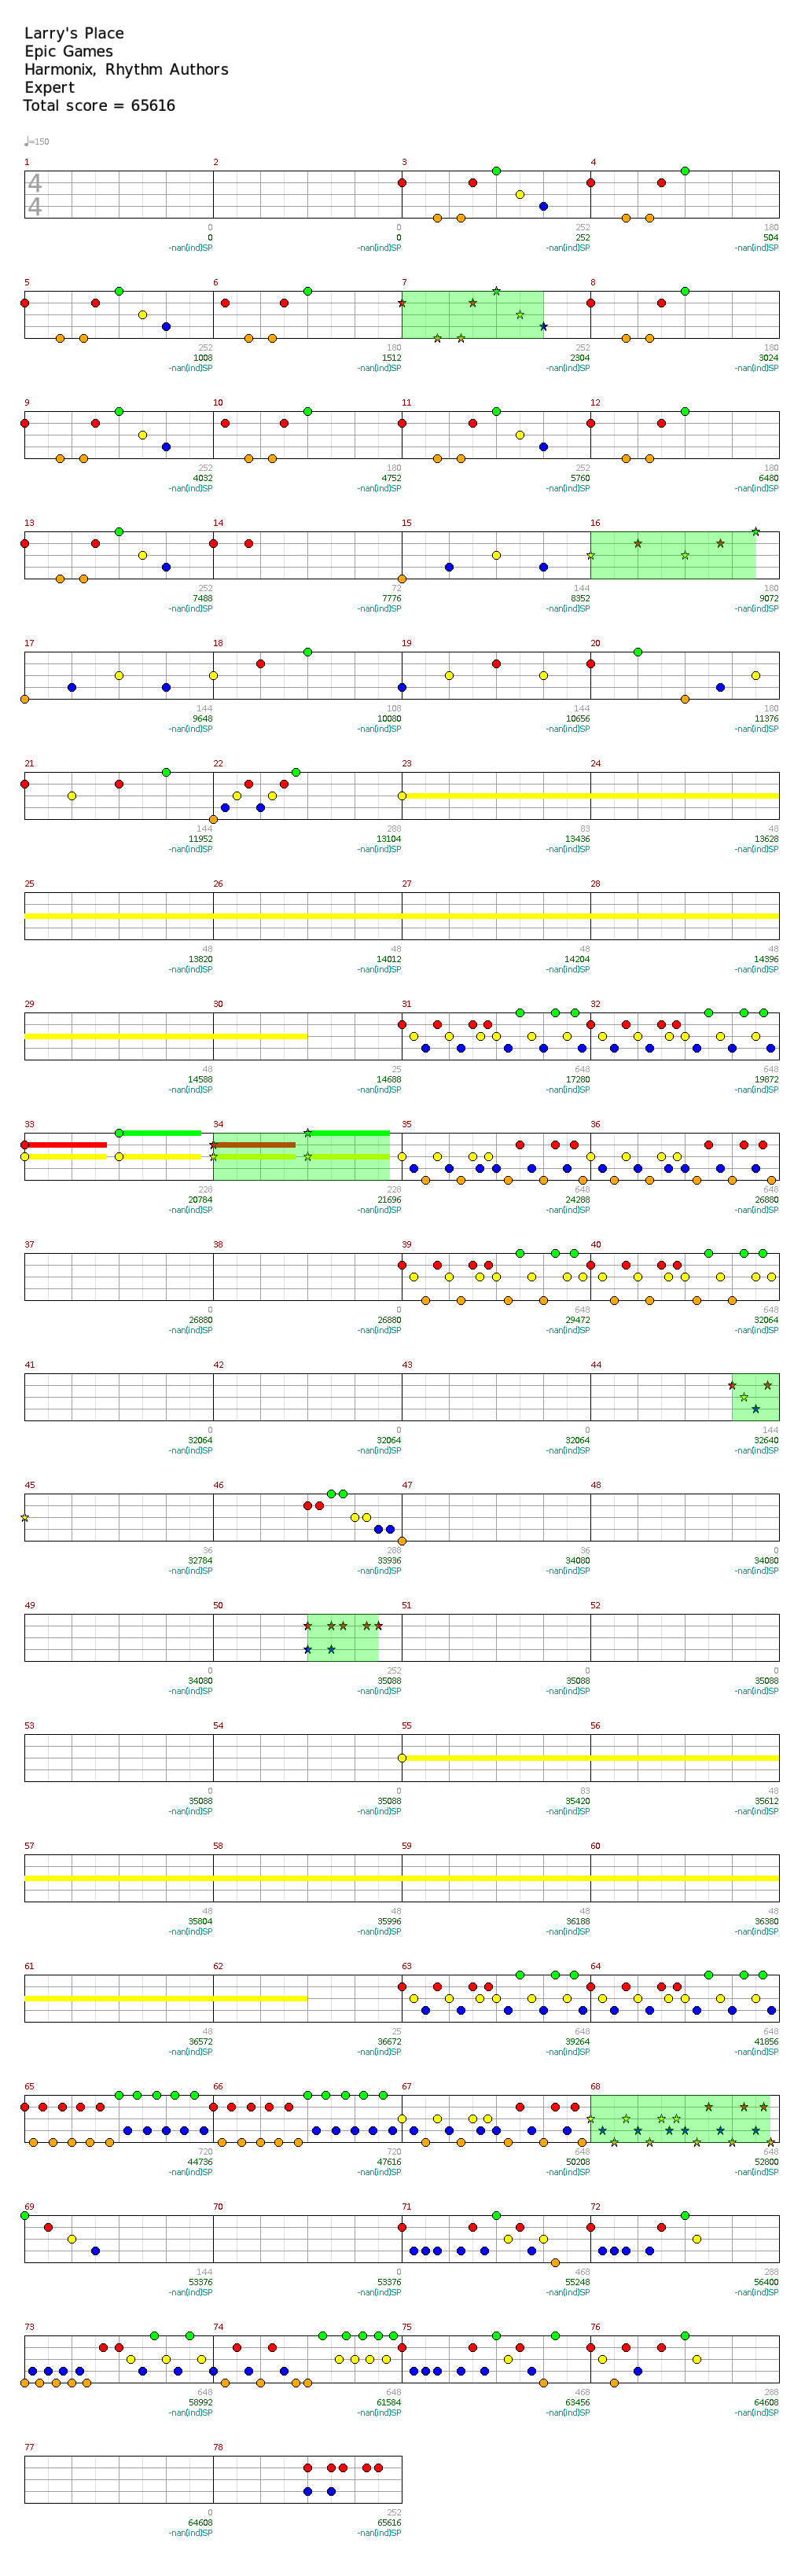 Larry's Place
Epic Games
Harmonix, Rhythm Authors
Expert
Total score = 65616
♩=150
1 2 3 4
4
4
0 0 252 180
0 0 252 504
-nan(ind)SP -nan(ind)SP -nan(ind)SP -nan(ind)SP
5 6 7 8
252 180 252 180
1008 1512 2304 3024
-nan(ind)SP -nan(ind)SP -nan(ind)SP -nan(ind)SP
9 10 11 12
252 180 252 180
4032 4752 5760 6480
-nan(ind)SP -nan(ind)SP -nan(ind)SP -nan(ind)SP
13 14 15 16
252 72 144 180
7488 7776 8352 9072
-nan(ind)SP -nan(ind)SP -nan(ind)SP -nan(ind)SP
17 18 19 20
144 108 144 180
9648 10080 10656 11376
-nan(ind)SP -nan(ind)SP -nan(ind)SP -nan(ind)SP
21 22 23 24
144 288 83 48
11952 13104 13436 13628
-nan(ind)SP -nan(ind)SP -nan(ind)SP -nan(ind)SP
25 26 27 28
48 48 48 48
13820 14012 14204 14396
-nan(ind)SP -nan(ind)SP -nan(ind)SP -nan(ind)SP
29 30 31 32
48 25 648 648
14588 14688 17280 19872
-nan(ind)SP -nan(ind)SP -nan(ind)SP -nan(ind)SP
33 34 35 36
228 228 648 648
20784 21696 24288 26880
-nan(ind)SP -nan(ind)SP -nan(ind)SP -nan(ind)SP
37 38 39 40
0 0 648 648
26880 26880 29472 32064
-nan(ind)SP -nan(ind)SP -nan(ind)SP -nan(ind)SP
41 42 43 44
0 0 0 144
32064 32064 32064 32640
-nan(ind)SP -nan(ind)SP -nan(ind)SP -nan(ind)SP
45 46 47 48
36 288 36 0
32784 33936 34080 34080
-nan(ind)SP -nan(ind)SP -nan(ind)SP -nan(ind)SP
49 50 51 52
0 252 0 0
34080 35088 35088 35088
-nan(ind)SP -nan(ind)SP -nan(ind)SP -nan(ind)SP
53 54 55 56
0 0 83 48
35088 35088 35420 35612
-nan(ind)SP -nan(ind)SP -nan(ind)SP -nan(ind)SP
57 58 59 60
48 48 48 48
35804 35996 36188 36380
-nan(ind)SP -nan(ind)SP -nan(ind)SP -nan(ind)SP
61 62 63 64
48 25 648 648
36572 36672 39264 41856
-nan(ind)SP -nan(ind)SP -nan(ind)SP -nan(ind)SP
65 66 67 68
720 720 648 648
44736 47616 50208 52800
-nan(ind)SP -nan(ind)SP -nan(ind)SP -nan(ind)SP
69 70 71 72
144 0 468 288
53376 53376 55248 56400
-nan(ind)SP -nan(ind)SP -nan(ind)SP -nan(ind)SP
73 74 75 76
648 648 468 288
58992 61584 63456 64608
-nan(ind)SP -nan(ind)SP -nan(ind)SP -nan(ind)SP
77 78
0 252
64608 65616
-nan(ind)SP -nan(ind)SP